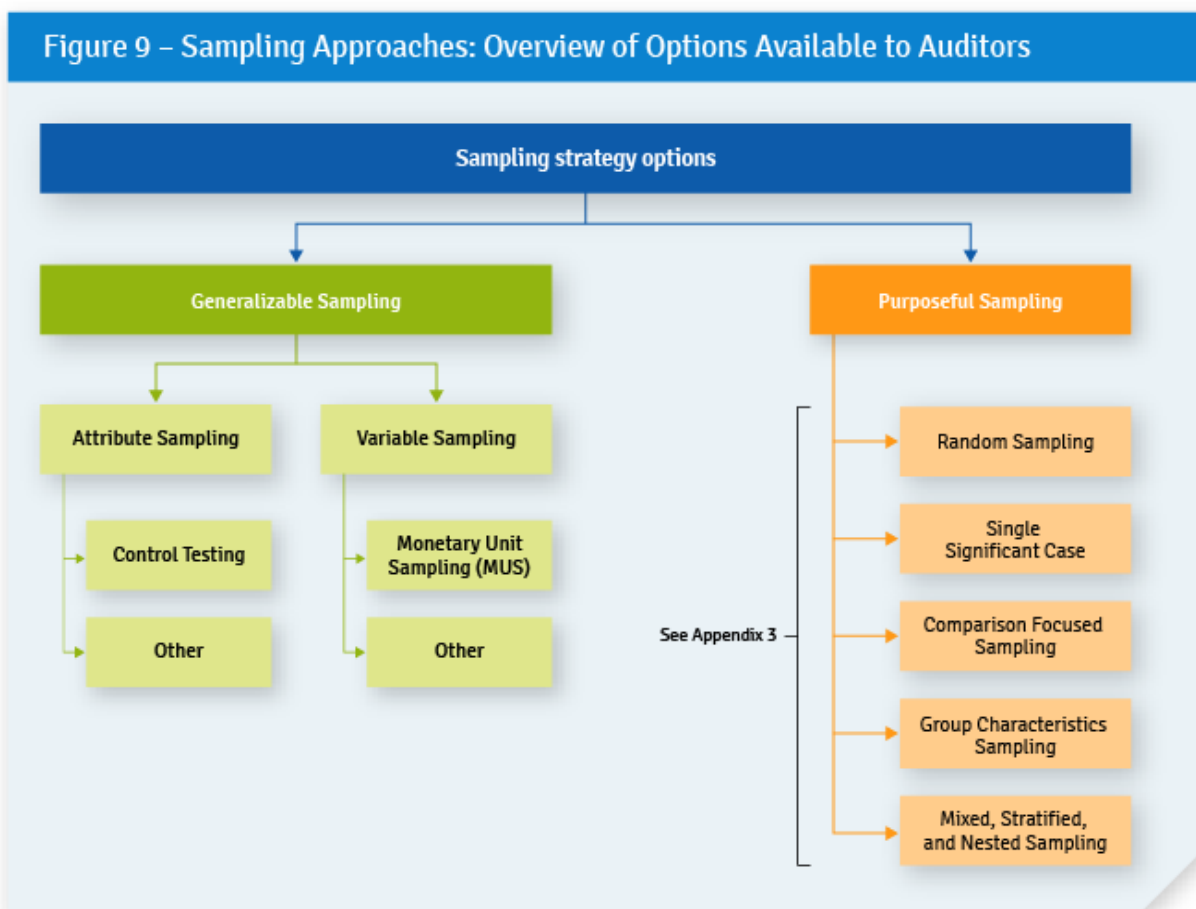 Figure 9 – Sampling Approaches: Overview of Options Available to Auditors
Sampling strategy options
Generalizable Sampling
Purposeful Sampling
Attribute Sampling
Variable Sampling
Control Testing
Other
Monetary Unit
Sampling (MUS)
Other
See Appendix 3
Random Sampling
Single
Significant Case
Comparison Focused
Sampling
Group Characteristics
Sampling
Mixed, Stratified,
and Nested Sampling